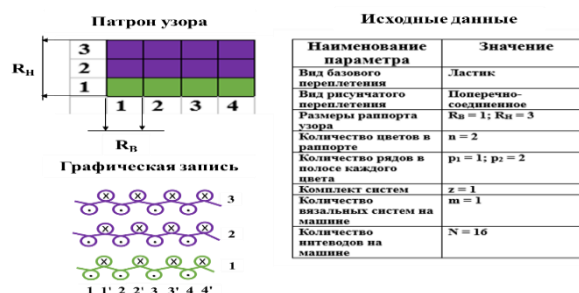 Патрон узора
3
2
1
Rн
1 2 3 4
Rв
Графическая запись
3
2
1
1 1' 2 2' 3 3' 4 4'
Исходные данные
Наименование параметра
Значение
Вид базового переплетения
Ластик
Вид рисунчатого переплетения
Поперечно-соединенное
Размеры раппорта узора
Rв = 1; Rн = 3
Количество цветов в раппорте
n = 2
Количество рядов в полосе каждого цвета
p₁ = 1; p₂ = 2
Комплект систем
z = 1
Количество вязальных систем на машине
m = 1
Количество нитеводов на машине
N = 16